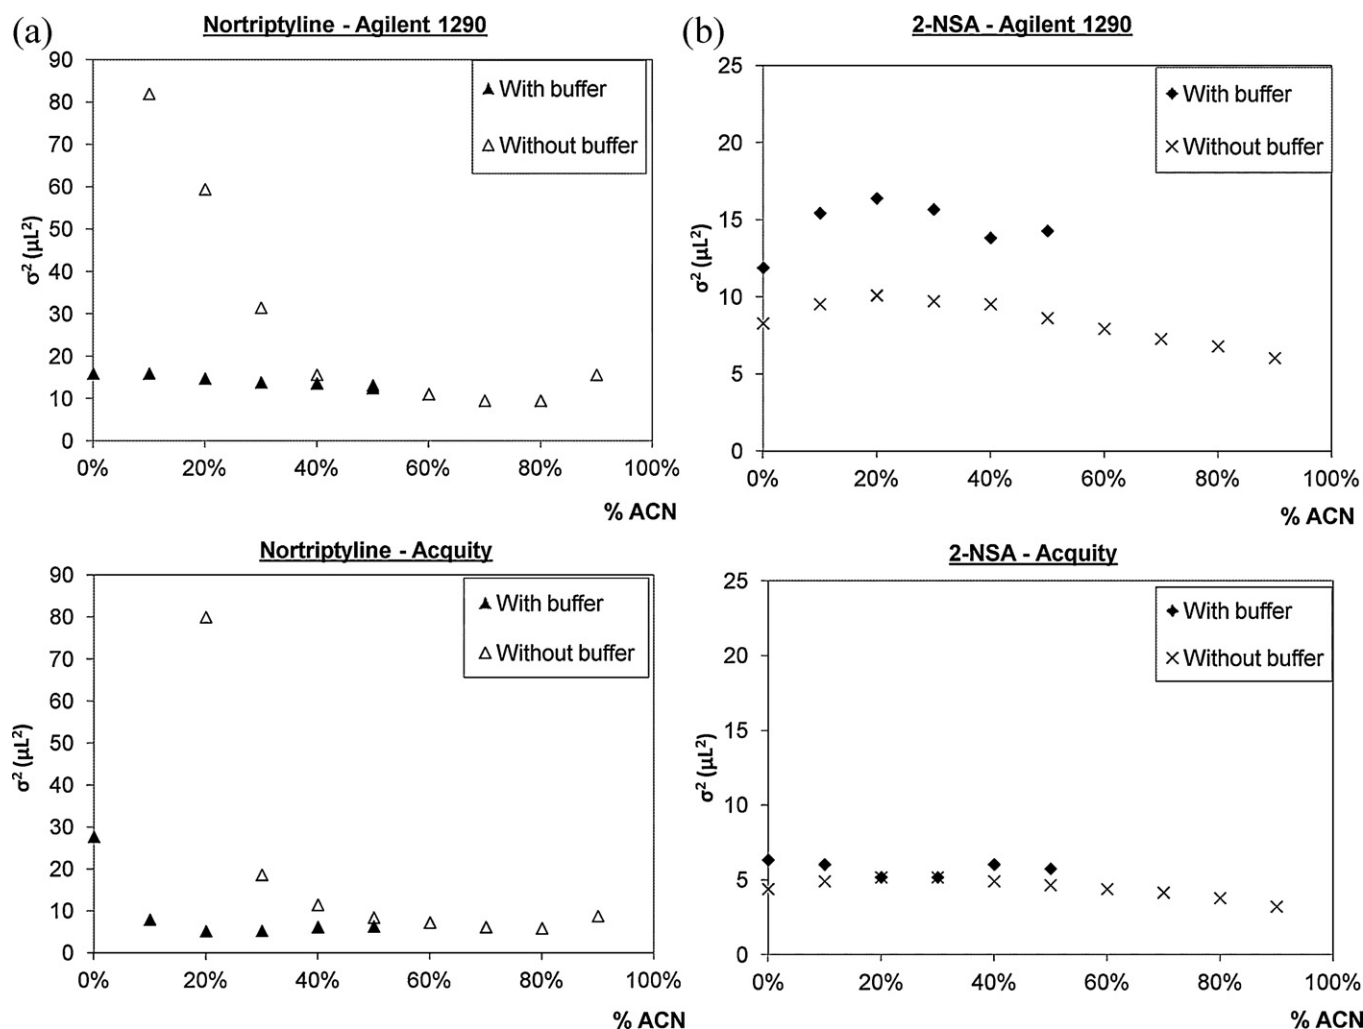 (a)
Nortriptyline - Agilent 1290
90
80
70
60
50
40
30
20
10
0
σ² (µL²)
With buffer
Without buffer
0% 20% 40% 60% 80% 100%
% ACN
(b)
2-NSA - Agilent 1290
25
20
15
10
5
0
σ² (µL²)
With buffer
Without buffer
0% 20% 40% 60% 80% 100%
% ACN
Nortriptyline - Acquity
90
80
70
60
50
40
30
20
10
0
σ² (µL²)
With buffer
Without buffer
0% 20% 40% 60% 80% 100%
% ACN
2-NSA - Acquity
25
20
15
10
5
0
σ² (µL²)
With buffer
Without buffer
0% 20% 40% 60% 80% 100%
% ACN